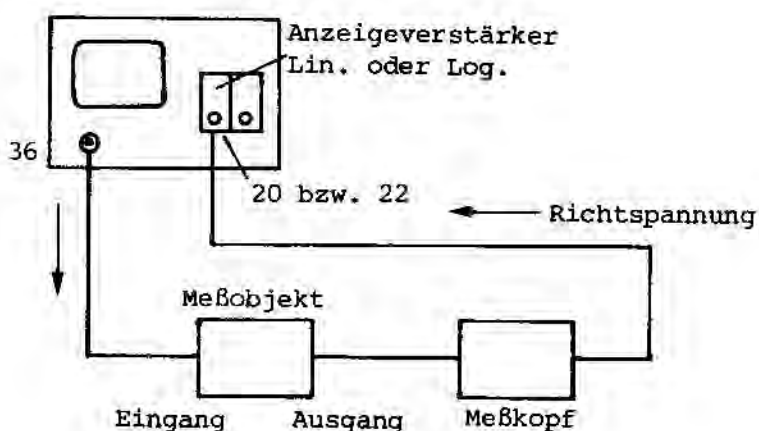 Anzeigeverstärker
Lin. oder Log.
36
20 bzw. 22
Richtspannung
Meßobjekt
Eingang
Ausgang
Meßkopf